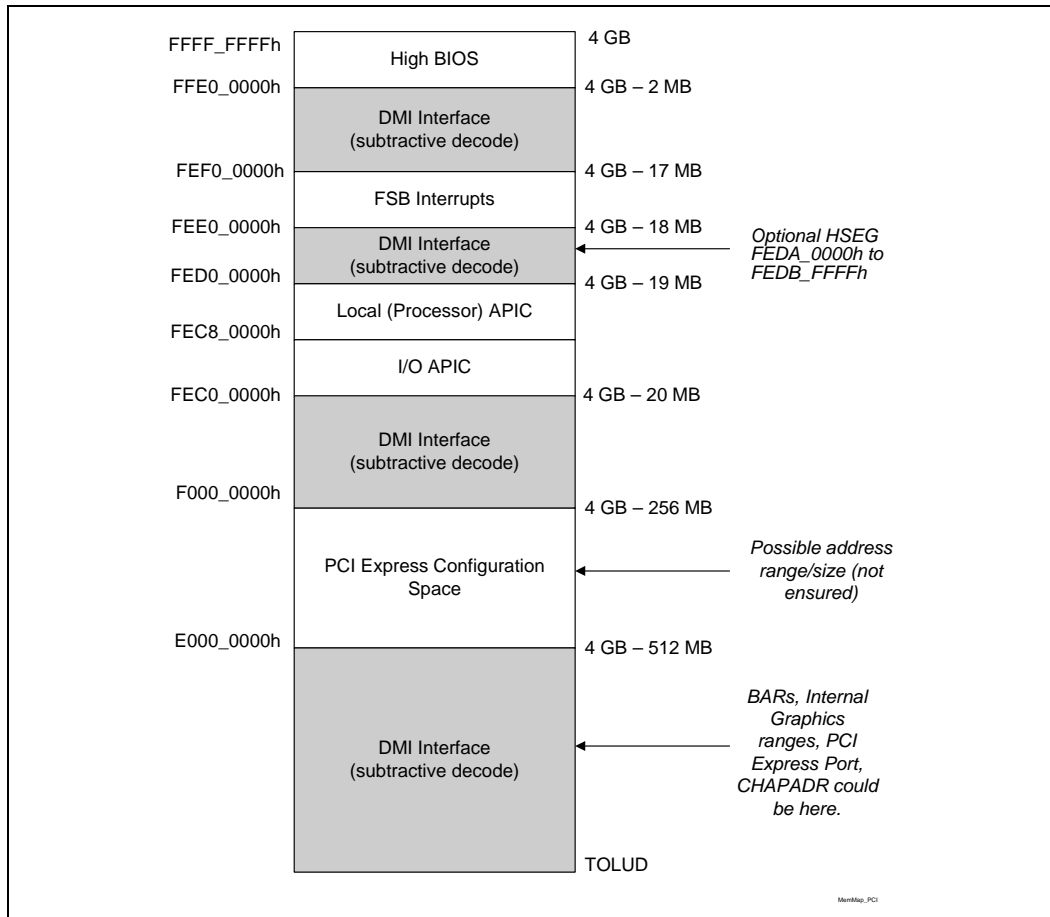 FFFF_FFFFh
4 GB
High BIOS
FFE0_0000h
4 GB – 2 MB
DMI Interface
(subtractive decode)
FEF0_0000h
4 GB – 17 MB
FSB Interrupts
FEE0_0000h
4 GB – 18 MB
DMI Interface
(subtractive decode)
Optional HSEG
FEDA_0000h to
FEDB_FFFFh
FED0_0000h
4 GB – 19 MB
Local (Processor) APIC
FEC8_0000h
I/O APIC
FEC0_0000h
4 GB – 20 MB
DMI Interface
(subtractive decode)
F000_0000h
4 GB – 256 MB
PCI Express Configuration
Space
Possible address
range/size (not
ensured)
E000_0000h
4 GB – 512 MB
DMI Interface
(subtractive decode)
BARs, Internal
Graphics
ranges, PCI
Express Port,
CHAPADR could
be here.
TOLUD
MemMap_PCI